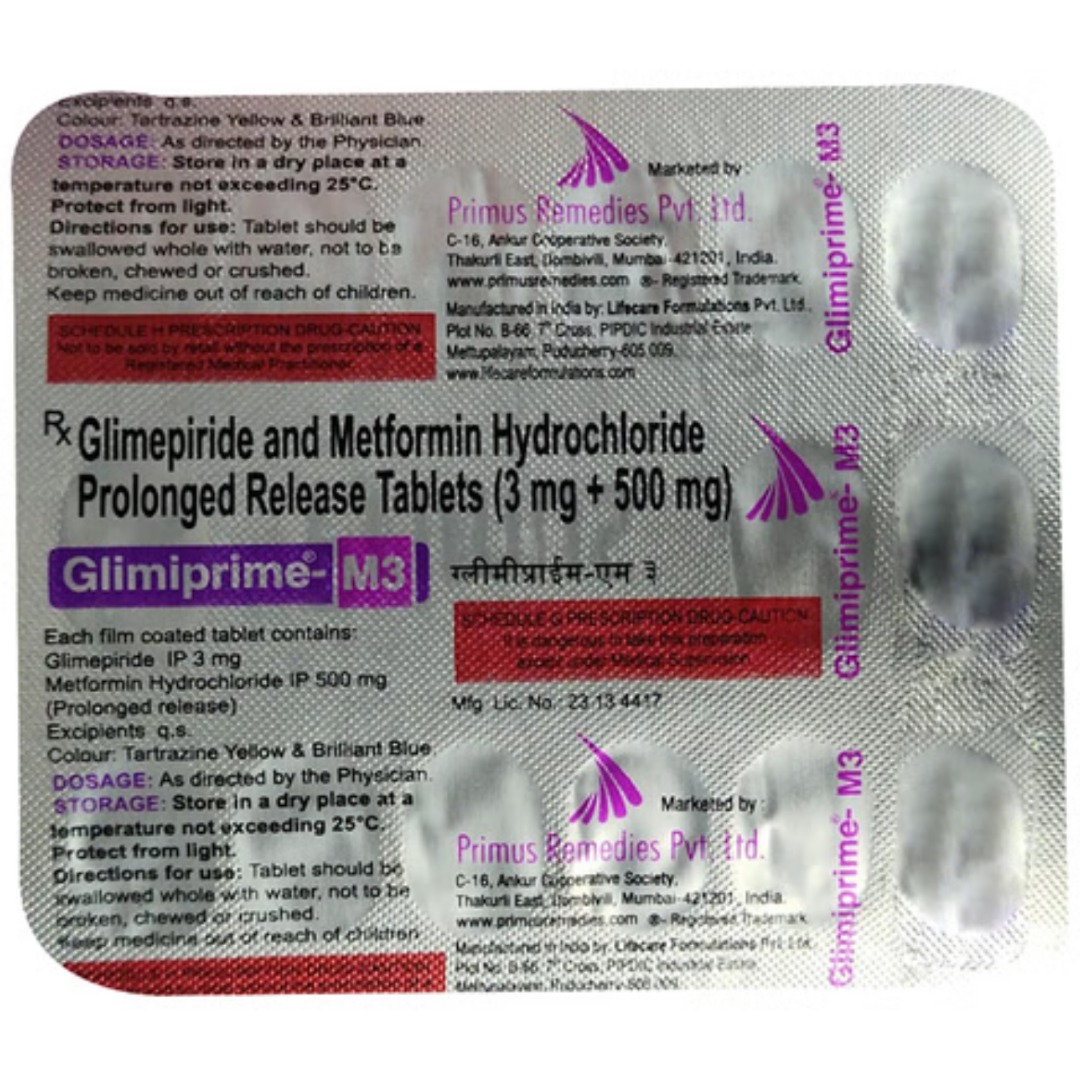 Excipients q.s.
Colour: Tartrazine Yellow & Brilliant Blue
DOSAGE: As directed by the Physician.
STORAGE: Store in a dry place at a
temperature not exceeding 25°C.
Protect from light.
Directions for use: Tablet should be
swallowed whole with water, not to be
broken, chewed or crushed.
Keep medicine out of reach of children.
SCHEDULE H PRESCRIPTION DRUG-CAUTION
Not to be sold by retail without the prescription of a
Registered Medical Practitioner.
Marketed by :
Primus Remedies Pvt. Ltd.
C-16, Ankur Cooperative Society,
Thakurli East, Dombivli, Mumbai-421201, India.
www.primusremedies.com ®- Registered Trademark
Manufactured in India by: Lifecare Formulations Pvt. Ltd.,
Plot No. B-66, 7th Cross, PIPDIC Industrial Estate
Mettupalayam, Puducherry-605 009.
www.lifecareformulations.com
Glimiprime®- M3
Rx Glimepiride and Metformin Hydrochloride
Prolonged Release Tablets (3 mg + 500 mg)
Glimiprime®- M3
ग्लीमीप्राईम-एम ३
Each film coated tablet contains:
Glimepiride IP 3 mg
Metformin Hydrochloride IP 500 mg
(Prolonged release)
Excipients q.s.
Colour: Tartrazine Yellow & Brilliant Blue
DOSAGE: As directed by the Physician.
STORAGE: Store in a dry place at a
temperature not exceeding 25°C.
Protect from light.
Directions for use: Tablet should be
swallowed whole with water, not to be
broken, chewed or crushed.
Keep medicine out of reach of children
SCHEDULE G PRESCRIPTION DRUG-CAUTION
It is dangerous to take this preparation
except under Medical Supervision
Mfg. Lic. No.: 23 13 4417
Glimiprime®- M3
Marketed by :
Primus Remedies Pvt. Ltd.
C-16, Ankur Cooperative Society,
Thakurli East, Dombivli, Mumbai-421201, India.
www.primusremedies.com ®- Registered Trademark
Manufactured in India by: Lifecare Formulations Pvt. Ltd.
Plot No. B-66, 7th Cross, PIPDIC Industrial Estate
Mettupalayam, Puducherry-605 009.
Glimiprime®- M3